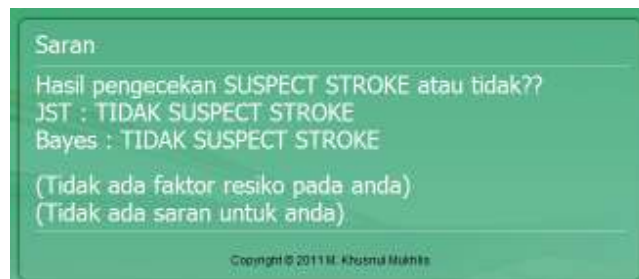 Saran
Hasil pengecekan SUSPECT STROKE atau tidak??
JST : TIDAK SUSPECT STROKE
Bayes : TIDAK SUSPECT STROKE
(Tidak ada faktor resiko pada anda)
(Tidak ada saran untuk anda)
Copyright © 2011 M. Khusnul Mukhlis